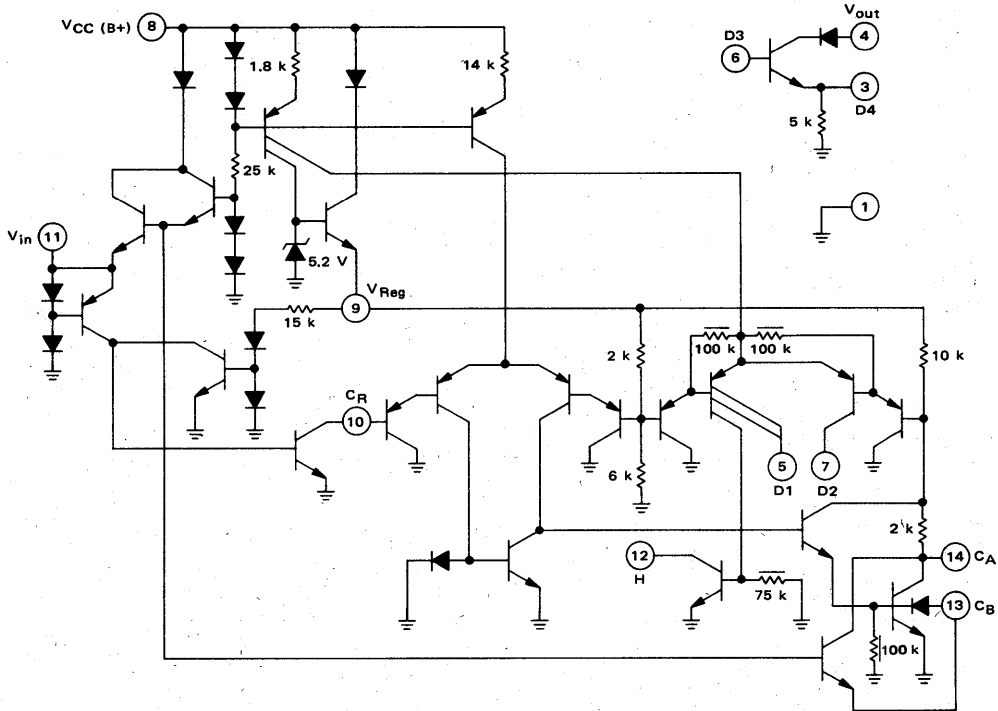 VCC (B+) 8
1.8 k
14 k
D3
6
Vout
4
3
D4
5 k
25 k
1
Vin 11
5.2 V
VReg
9
15 k
2 k
100 k
100 k
10 k
CR
10
6 k
5
D1
7
D2
2 k
12
H
75 k
14 CA
13 CB
100 k